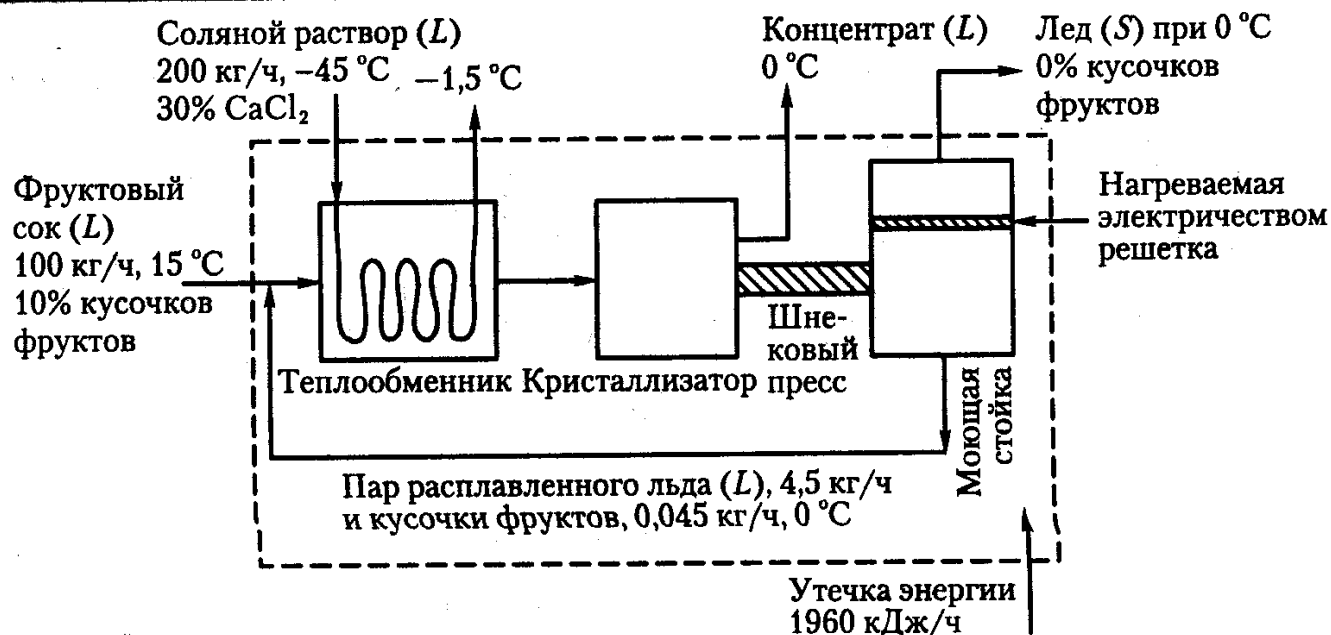 Соляной раствор (L)
200 кг/ч, −45 °C
30% CaCl₂
−1,5 °C
Концентрат (L)
0 °C
Лед (S) при 0 °C
0% кусочков
фруктов
Фруктовый
сок (L)
100 кг/ч, 15 °C
10% кусочков
фруктов
Нагреваемая
электричеством
решетка
Теплообменник
Кристаллизатор
Шне-
ковый
пресс
Моющая
стойка
Пар расплавленного льда (L), 4,5 кг/ч
и кусочки фруктов, 0,045 кг/ч, 0 °C
Утечка энергии
1960 кДж/ч